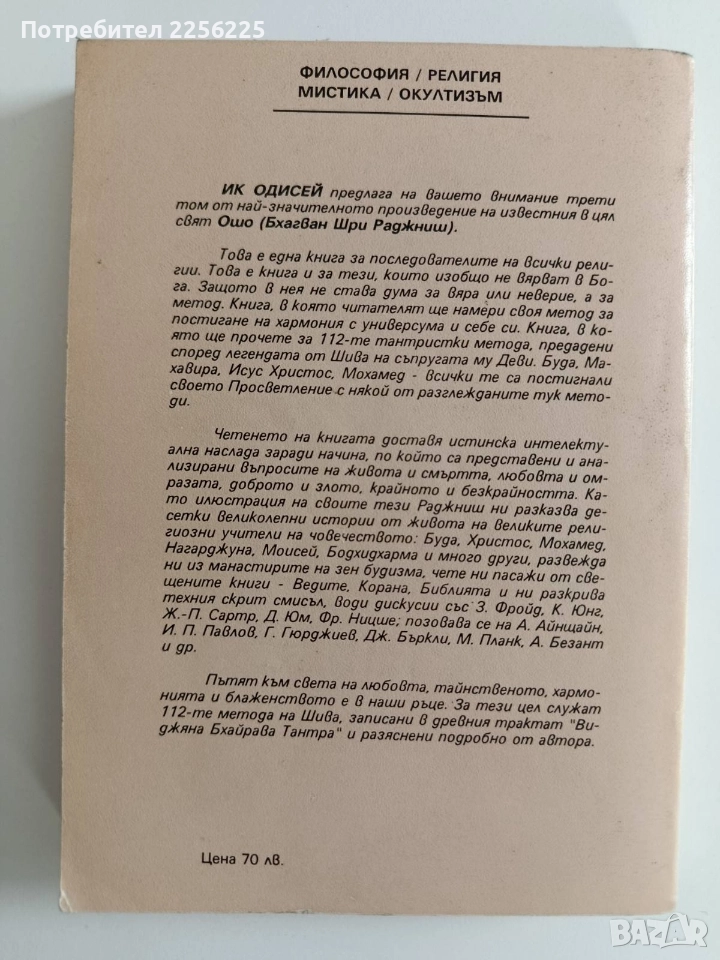 Потребител 2256225
ФИЛОСОФИЯ / РЕЛИГИЯ
МИСТИКА / ОКУЛТИЗЪМ
ИК ОДИСЕЙ предлага на вашето внимание трети
том от най-значителното произведение на известния в цял
свят Ошо (Бхагван Шри Раджниш).
Това е една книга за последователите на всички рели-
гии. Това е книга и за тези, които изобщо не вярват в Бо-
га. Защото в нея не става дума за вяра или неверие, а за
метод. Книга, в която читателят ще намери своя метод за
постигане на хармония с универсума и себе си. Книга, в ко-
ято ще прочете за 112-те тантристки метода, предадени
според легендата от Шива на съпругата му Деви. Буда, Ма-
хавира, Исус Христос, Мохамед - всички те са постигнали
своето Просветление с някой от разглежданите тук мето-
ди.
Четенето на книгата доставя истинска интелекту-
ална наслада заради начина, по който са представени и ана-
лизирани въпросите на живота и смъртта, любовта и ом-
разата, доброто и злото, крайното и безкрайността. Ка-
то илюстрация на своите тези Раджниш ни разказва де-
сетки великолепни истории от живота на великите рели-
гиозни учители на човечеството: Буда, Христос, Мохамед,
Нагарджуна, Моисей, Бодхидхарма и много други, развежда
ни из манастирите на зен будизма, чете ни пасажи от све-
щените книги - Ведите, Корана, Библията и ни разкрива
техния скрит смисъл, води дискусии със З. Фройд, К. Юнг,
Ж.-П. Сартр, Д. Юм, Фр. Ницше; позовава се на А. Айнщайн,
И. П. Павлов, Г. Гюрджиев, Дж. Бъркли, М. Планк, А. Безант
и др.
Пътят към света на любовта, тайнственото, хармо-
нията и блаженството е в наши ръце. За тези цел служат
112-те метода на Шива, записани в древния трактат "Ви-
джяна Бхайрава Тантра" и разяснени подробно от автора.
Цена 70 лв.
BAZAR